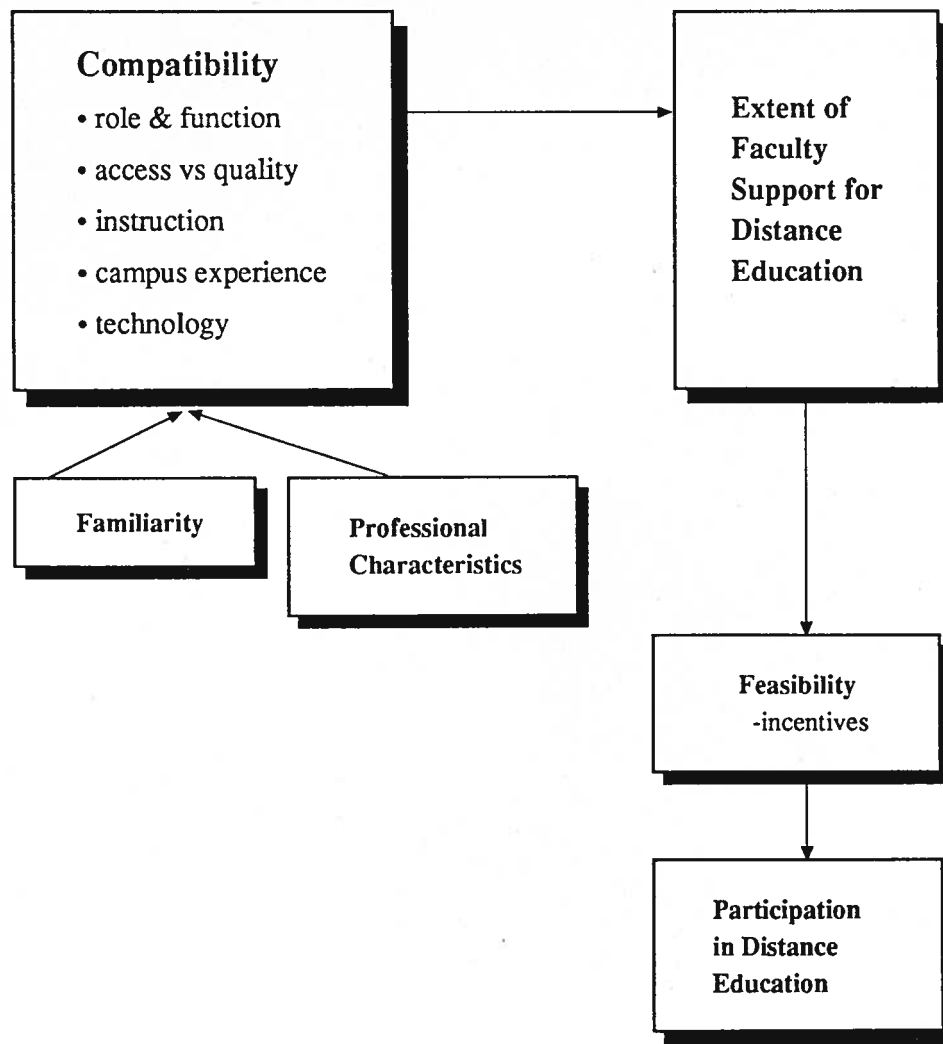 Compatibility
• role & function
• access vs quality
• instruction
• campus experience
• technology
Extent of
Faculty
Support for
Distance
Education
Familiarity
Professional
Characteristics
Feasibility
-incentives
Participation
in Distance
Education